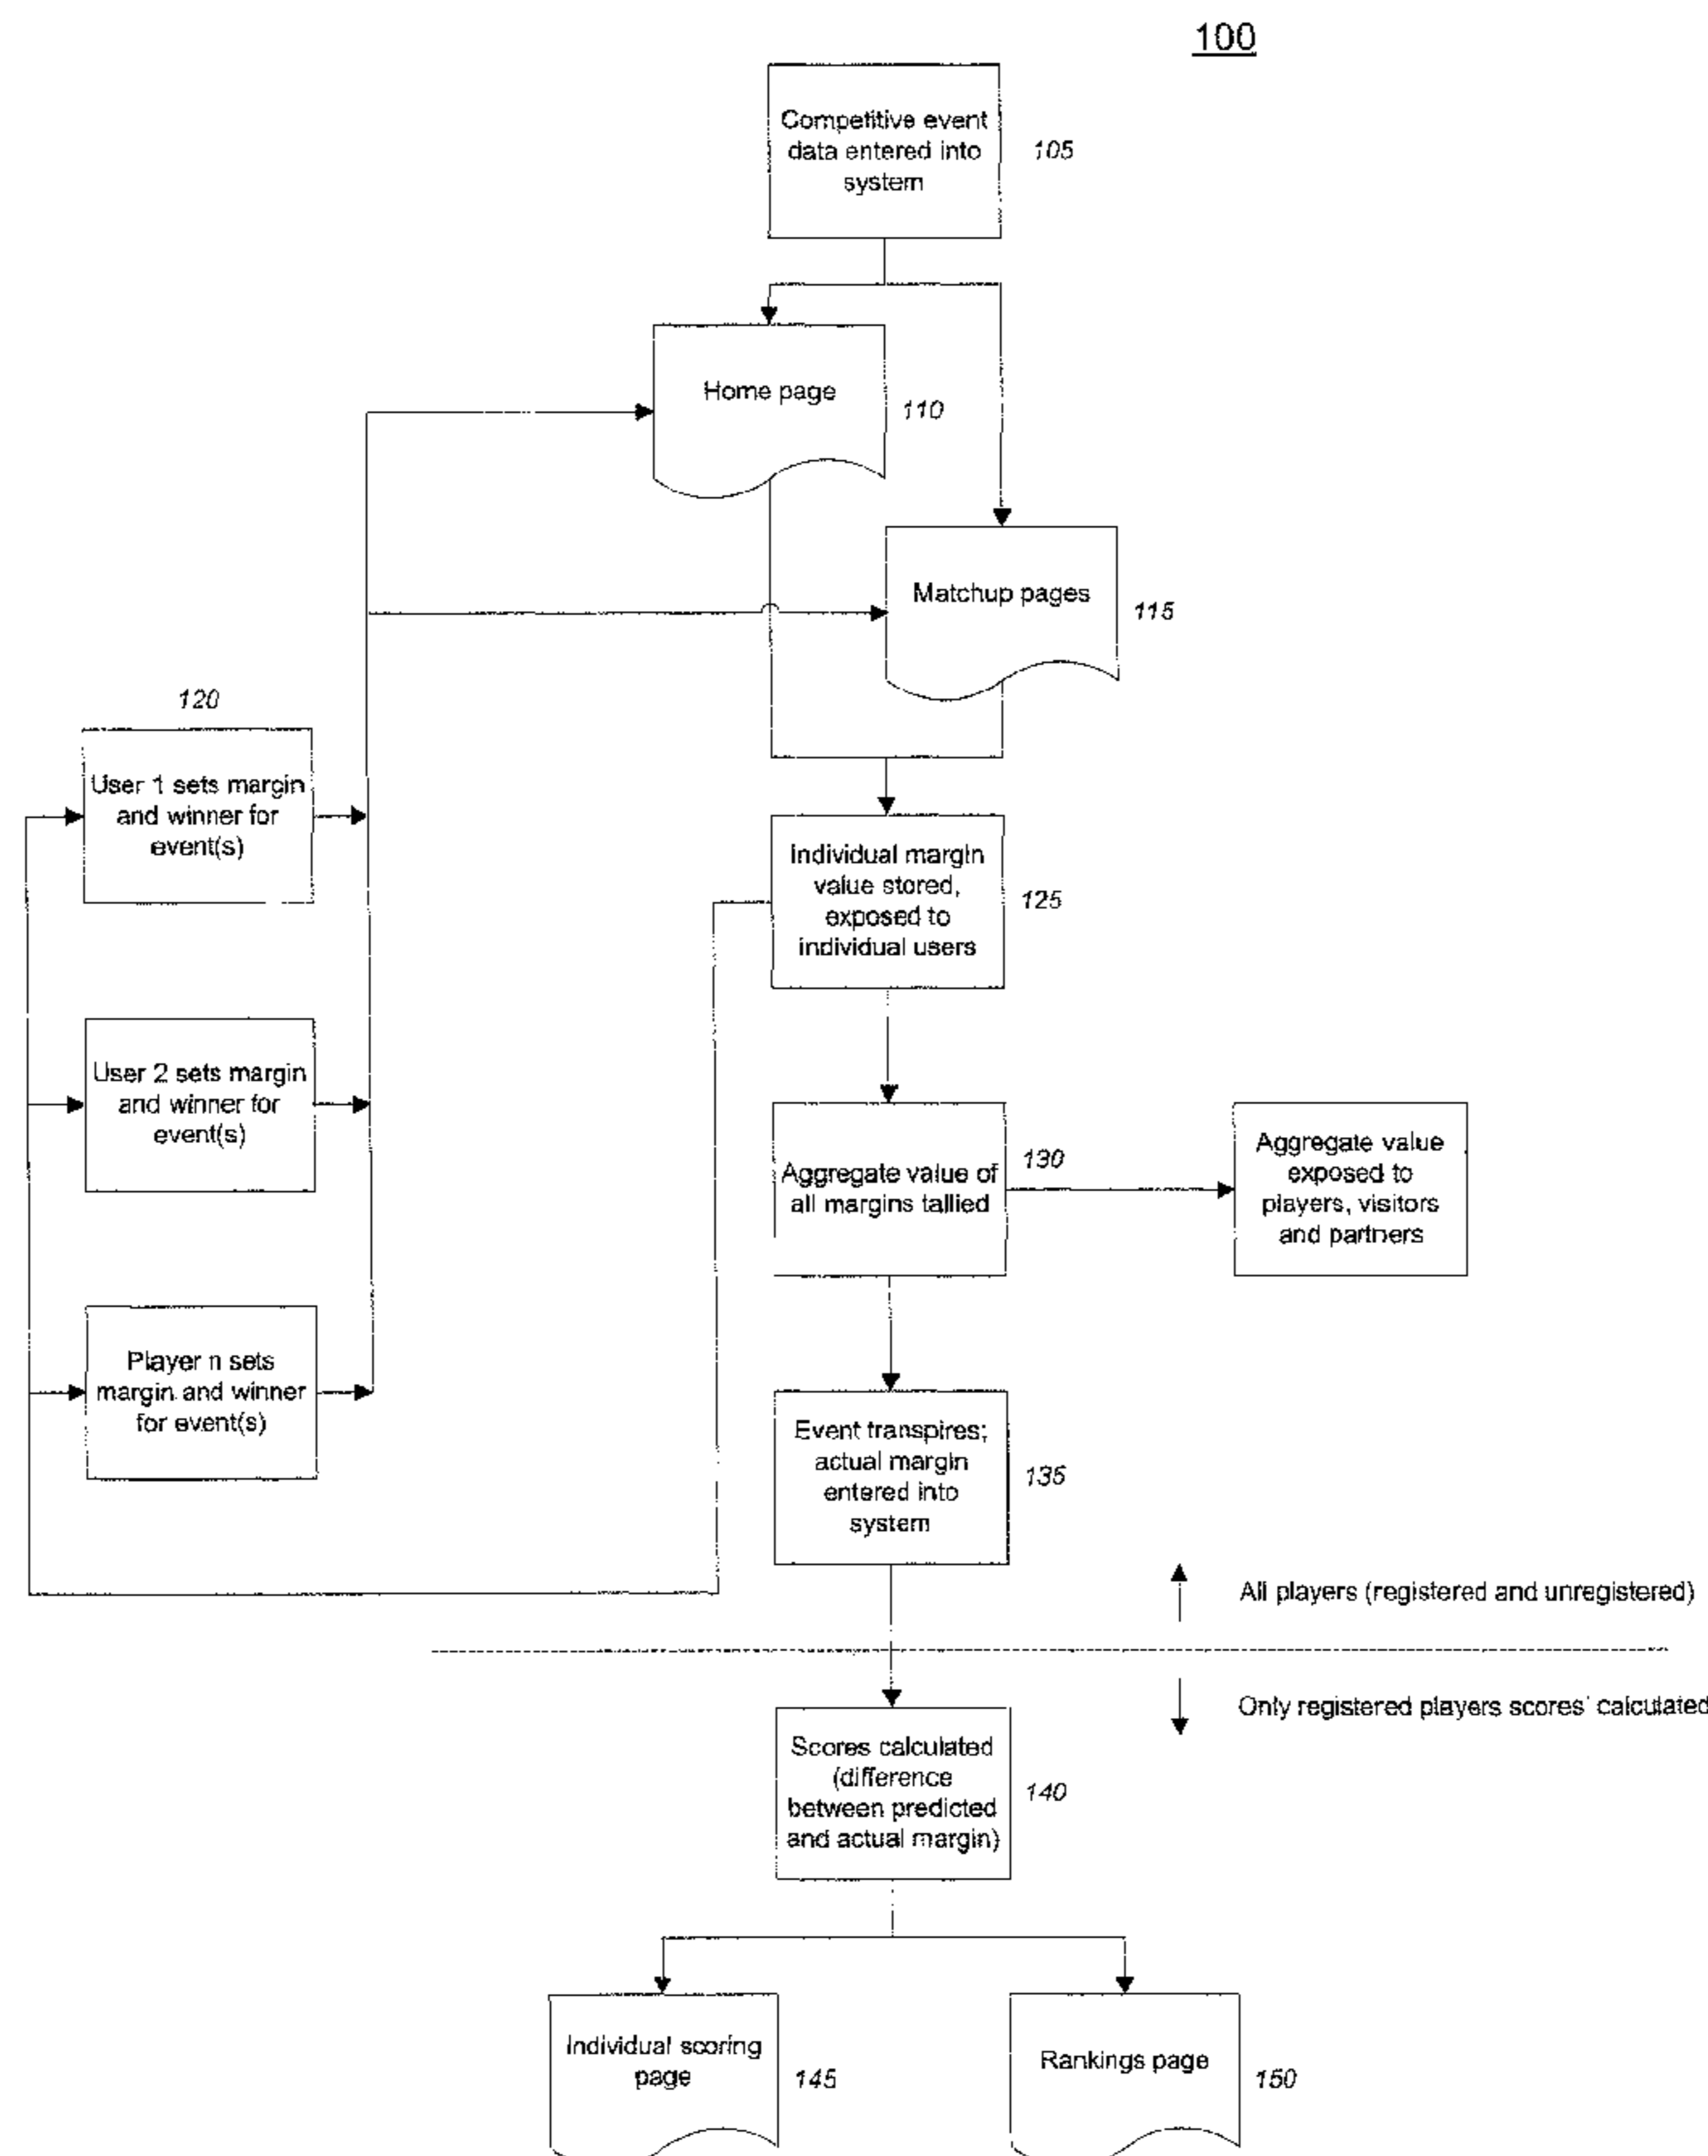 100
Competitive event
data entered into
system
105
Home page
110
Matchup pages
115
120
User 1 sets margin
and winner for
event(s)
Individual margin
value stored,
exposed to
individual users
125
User 2 sets margin
and winner for
event(s)
Aggregate value of
all margins tallied
130
Aggregate value
exposed to
players, visitors
and partners
Player n sets
margin and winner
for event(s)
Event transpires;
actual margin
entered into
system
135
All players (registered and unregistered)
Only registered players scores' calculated
Scores calculated
(difference
between predicted
and actual margin)
140
Individual scoring
page
145
Rankings page
150